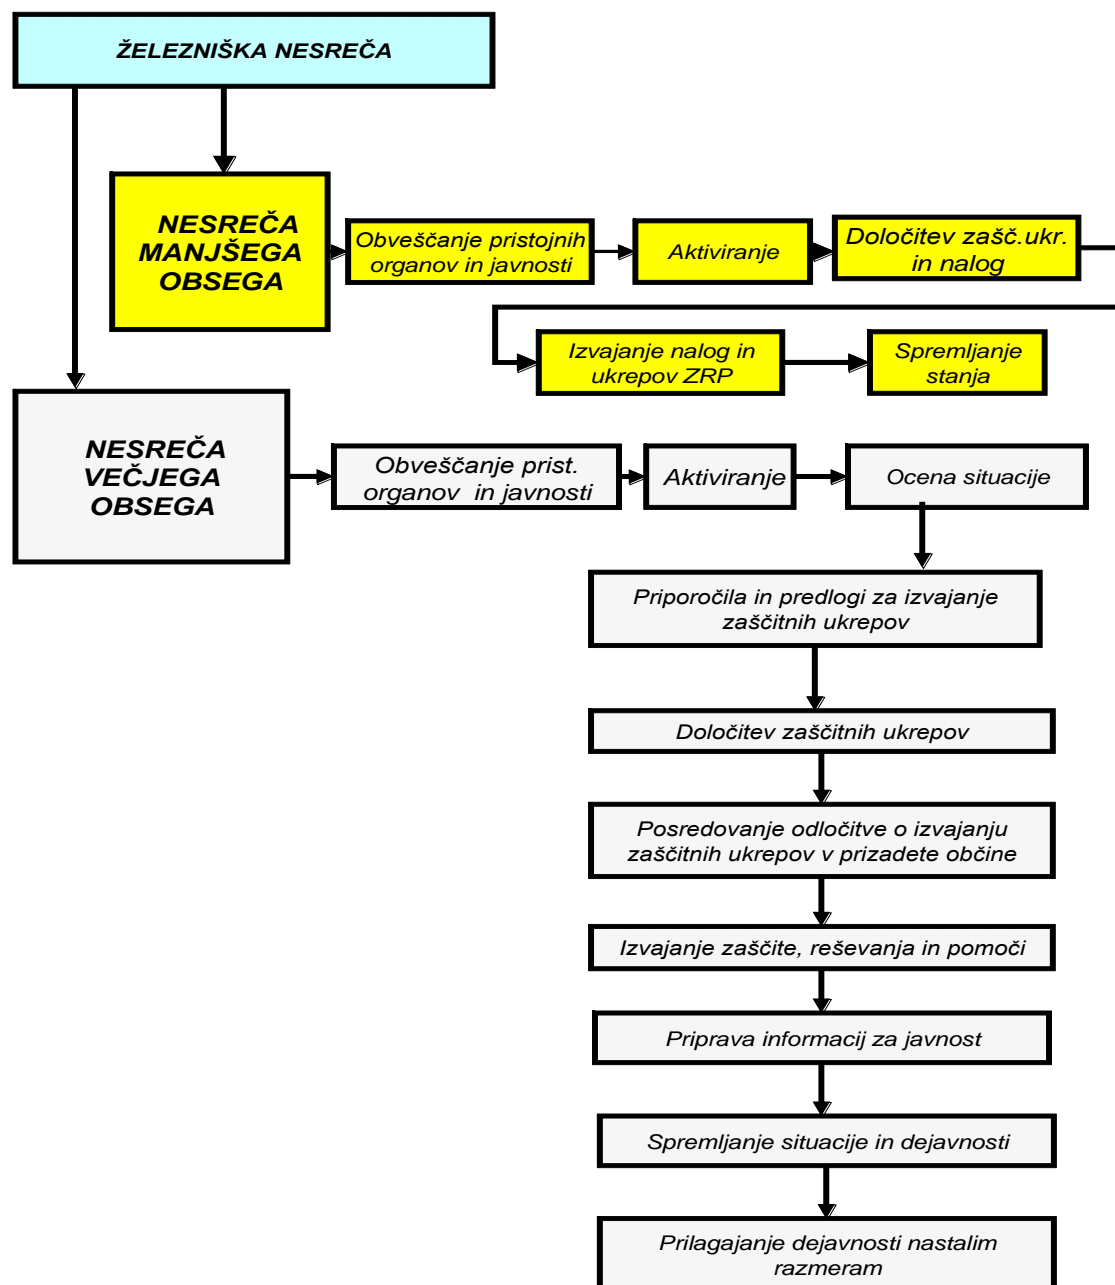 ŽELEZNIŠKA NESREČA
NESREČA
MANJŠEGA
OBSEGA
Obveščanje pristojnih
organov in javnosti
Aktiviranje
Določitev zašč.ukr.
in nalog
Izvajanje nalog in
ukrepov ZRP
Spremljanje
stanja
NESREČA
VEČJEGA
OBSEGA
Obveščanje prist.
organov in javnosti
Aktiviranje
Ocena situacije
Priporočila in predlogi za izvajanje
zaščitnih ukrepov
Določitev zaščitnih ukrepov
Posredovanje odločitve o izvajanju
zaščitnih ukrepov v prizadete občine
Izvajanje zaščite, reševanja in pomoči
Priprava informacij za javnost
Spremljanje situacije in dejavnosti
Prilagajanje dejavnosti nastalim
razmeram